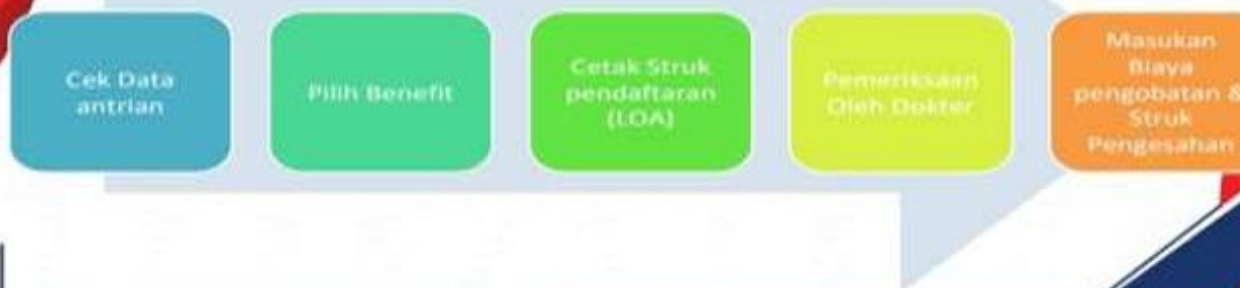 Cek Data
antrian
Pilih Benefit
Cetak Struk
pendaftaran
(LOA)
Pemeriksaan
Oleh Dokter
Masukan
Biaya
pengobatan &
Struk
Pengesahan